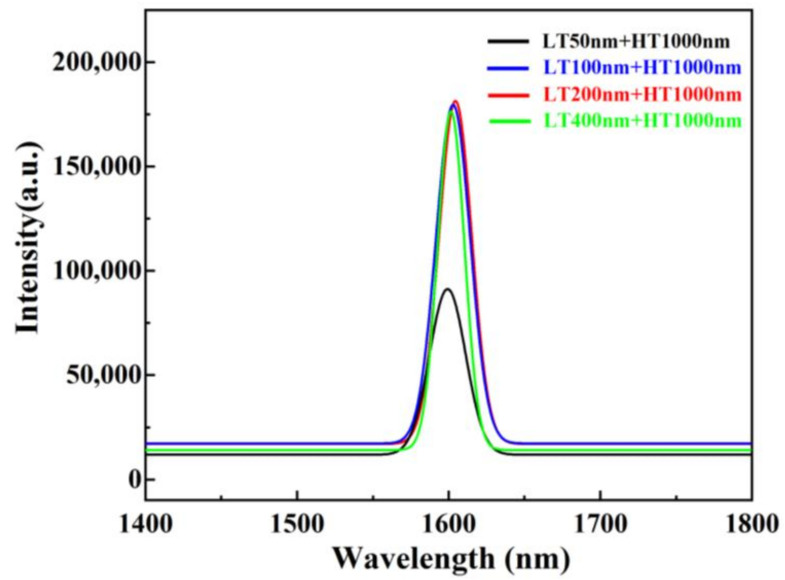 LT50nm+HT1000nm
LT100nm+HT1000nm
LT200nm+HT1000nm
LT400nm+HT1000nm
200,000
150,000
100,000
50,000
0
Intensity(a.u.)
1400 1500 1600 1700 1800
Wavelength (nm)